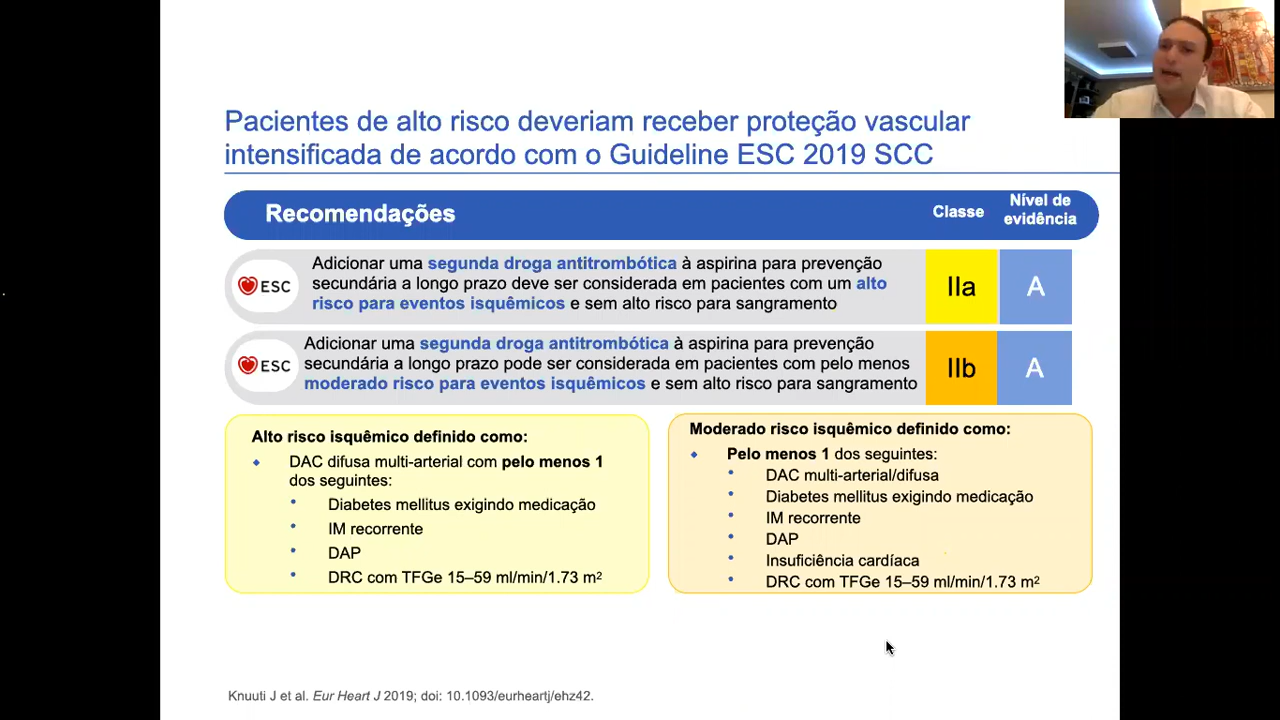 Pacientes de alto risco deveriam receber proteção vascular
intensificada de acordo com o Guideline ESC 2019 SCC
Recomendações
Classe
Nível de
evidência
ESC
Adicionar uma segunda droga antitrombótica à aspirina para prevenção
secundária a longo prazo deve ser considerada em pacientes com um alto
risco para eventos isquêmicos e sem alto risco para sangramento
IIa
A
ESC
Adicionar uma segunda droga antitrombótica à aspirina para prevenção
secundária a longo prazo pode ser considerada em pacientes com pelo menos
moderado risco para eventos isquêmicos e sem alto risco para sangramento
IIb
A
Alto risco isquêmico definido como:
DAC difusa multi-arterial com pelo menos 1
dos seguintes:
Diabetes mellitus exigindo medicação
IM recorrente
DAP
DRC com TFGe 15–59 ml/min/1.73 m²
Moderado risco isquêmico definido como:
Pelo menos 1 dos seguintes:
DAC multi-arterial/difusa
Diabetes mellitus exigindo medicação
IM recorrente
DAP
Insuficiência cardíaca
DRC com TFGe 15–59 ml/min/1.73 m²
Knuuti J et al. Eur Heart J 2019; doi: 10.1093/eurheartj/ehz42.